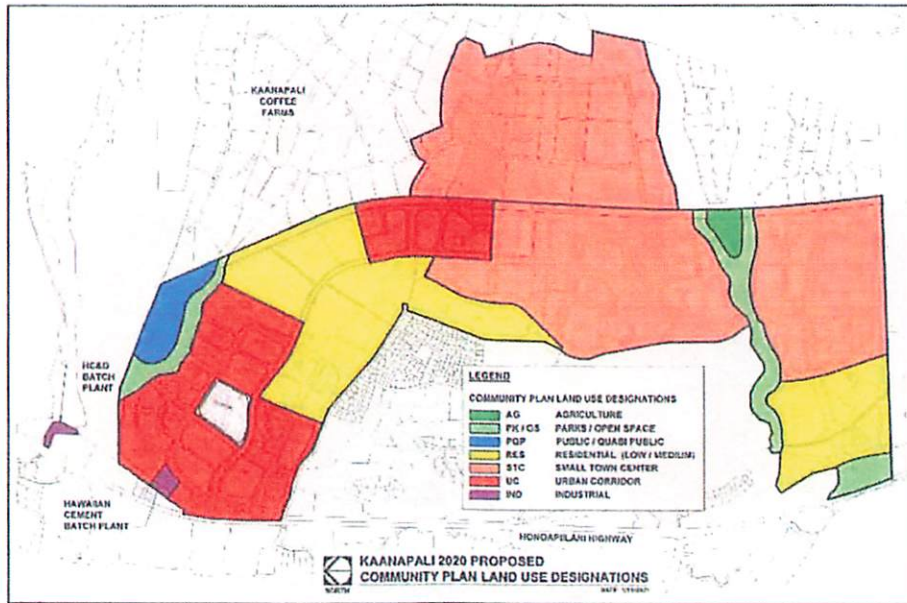 KAANAPALI
COFFEE
FARMS
HC&D
BATCH
PLANT
HAWAIIAN
CEMENT
BATCH PLANT
LEGEND
COMMUNITY PLAN LAND USE DESIGNATIONS
AG AGRICULTURE
PK / OS PARKS / OPEN SPACE
PQP PUBLIC / QUASI PUBLIC
RES RESIDENTIAL (LOW / MEDIUM)
STC SMALL TOWN CENTER
UC URBAN CORRIDOR
IND INDUSTRIAL
HONOAPIILANI HIGHWAY
KAANAPALI 2020 PROPOSED
COMMUNITY PLAN LAND USE DESIGNATIONS
NORTH
DATE